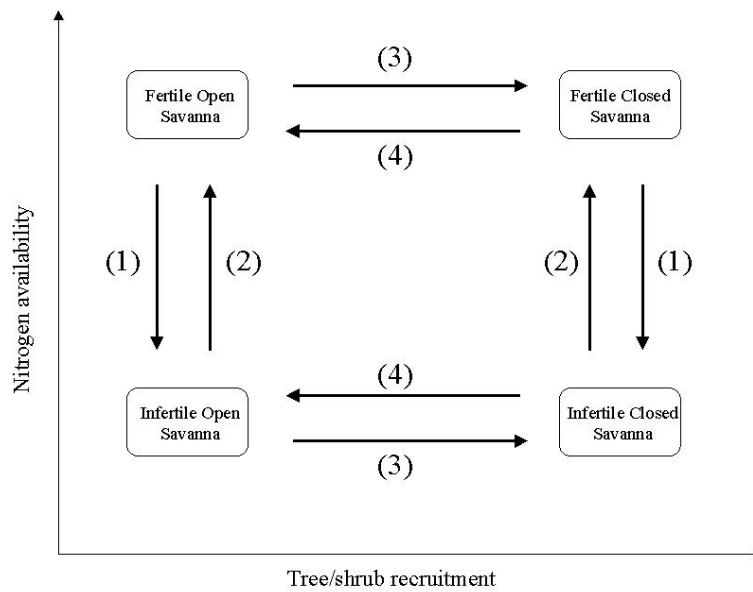 (3)
Fertile Open
Savanna
Fertile Closed
Savanna
(4)
Nitrogen availability
(1)
(2)
(2)
(1)
(4)
Infertile Open
Savanna
Infertile Closed
Savanna
(3)
Tree/shrub recruitment